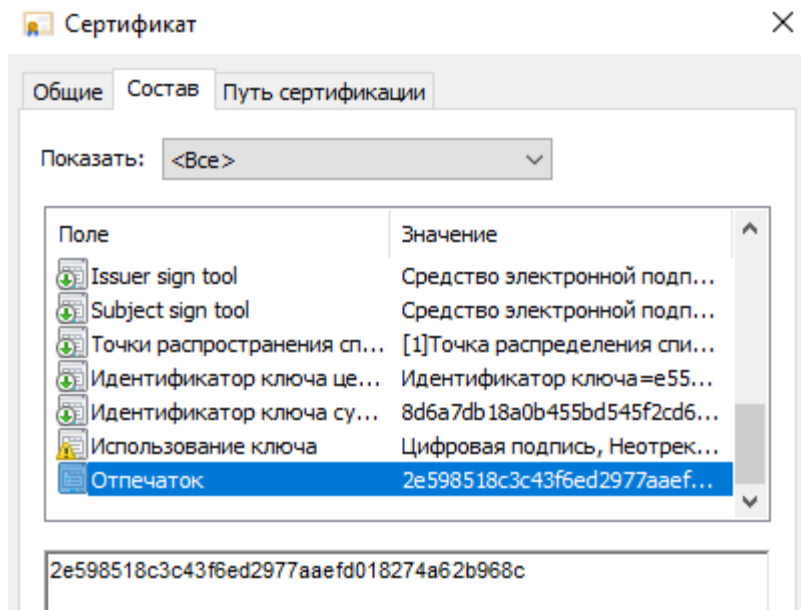 Сертификат
Общие Состав Путь сертификации
Показать: <Все>
Поле Значение
Issuer sign tool Средство электронной подп...
Subject sign tool Средство электронной подп...
Точки распространения сп... [1]Точка распределения спи...
Идентификатор ключа це... Идентификатор ключа=e55...
Идентификатор ключа су... 8d6a7db18a0b455bd545f2cd6...
Использование ключа Цифровая подпись, Неотрек...
Отпечаток 2e598518c3c43f6ed2977aaef...
2e598518c3c43f6ed2977aaefd018274a62b968c